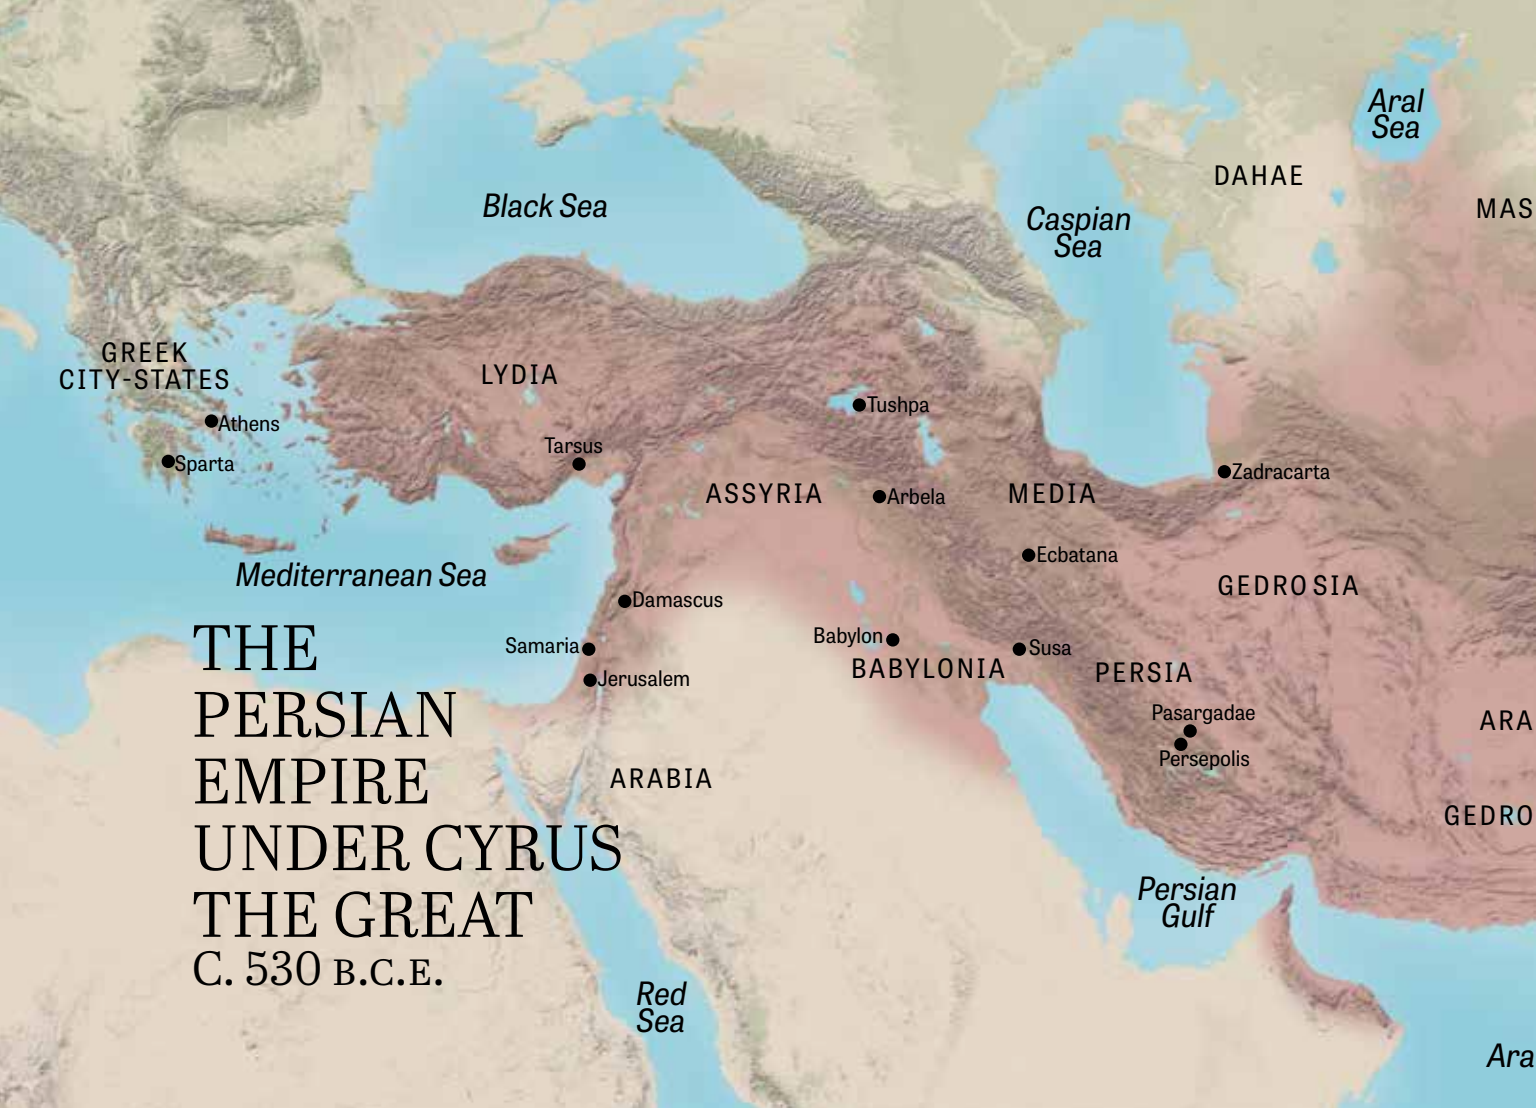 Aral
Sea
DAHAE
MAS
Black Sea
Caspian
Sea
GREEK
CITY-STATES
LYDIA
Tushpa
Athens
Tarsus
Sparta
Zadracarta
ASSYRIA
Arbela
MEDIA
Ecbatana
Mediterranean Sea
GEDROSIA
Damascus
Babylon
Samaria
Susa
BABYLONIA
PERSIA
Jerusalem
Pasargadae
ARA
Persepolis
ARABIA
GEDRO
THE
PERSIAN
EMPIRE
UNDER CYRUS
THE GREAT
C. 530 B.C.E.
Persian
Gulf
Red
Sea
Ara